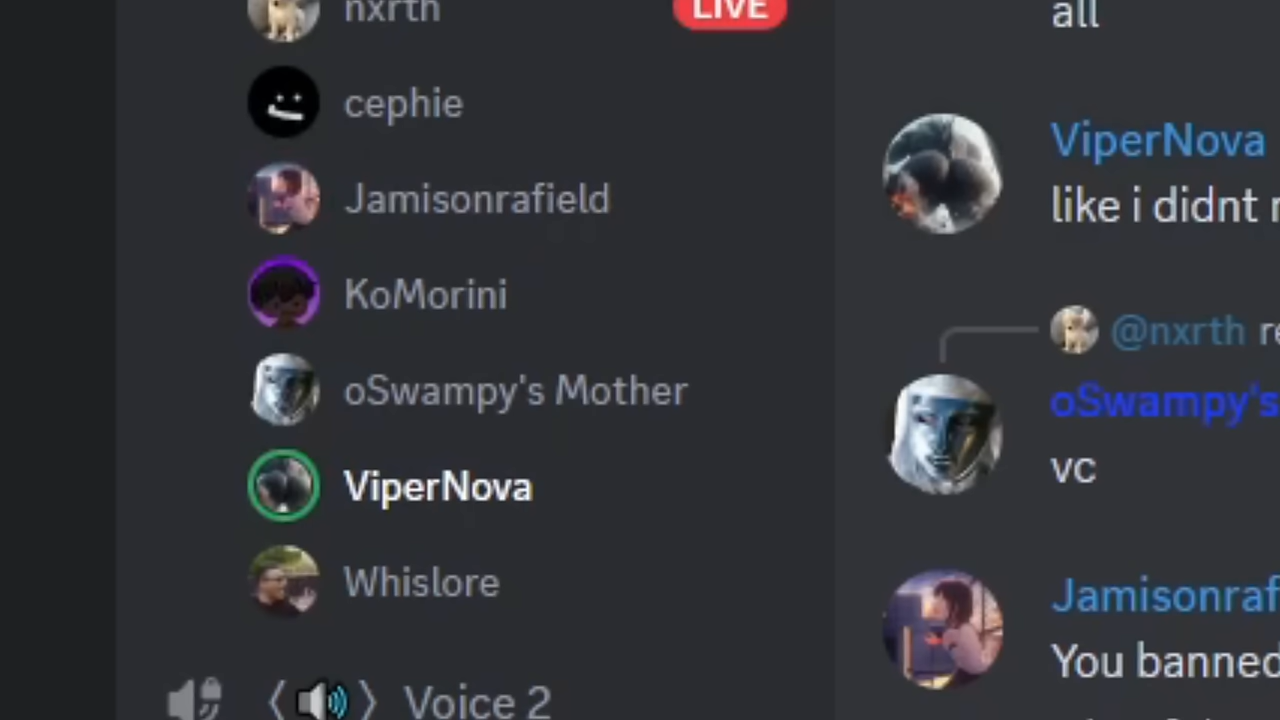 nxrth
LIVE
cephie
Jamisonrafield
KoMorini
oSwampy's Mother
ViperNova
Whislore
Voice 2
all
ViperNova
like i didnt
@nxrth
oSwampy's
vc
Jamisonraf
You banned